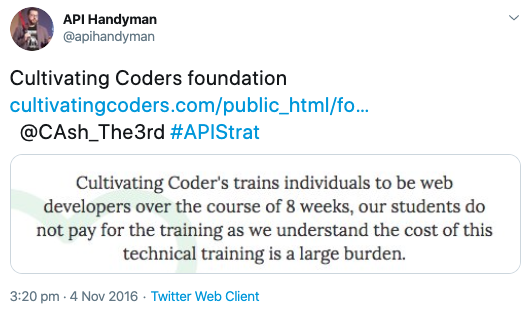 API Handyman
@apihandyman
Cultivating Coders foundation
cultivatingcoders.com/public_html/fo...
@CAsh_The3rd #APIStrat
Cultivating Coder's trains individuals to be web
developers over the course of 8 weeks, our students do
not pay for the training as we understand the cost of this
technical training is a large burden.
3:20 pm · 4 Nov 2016 · Twitter Web Client